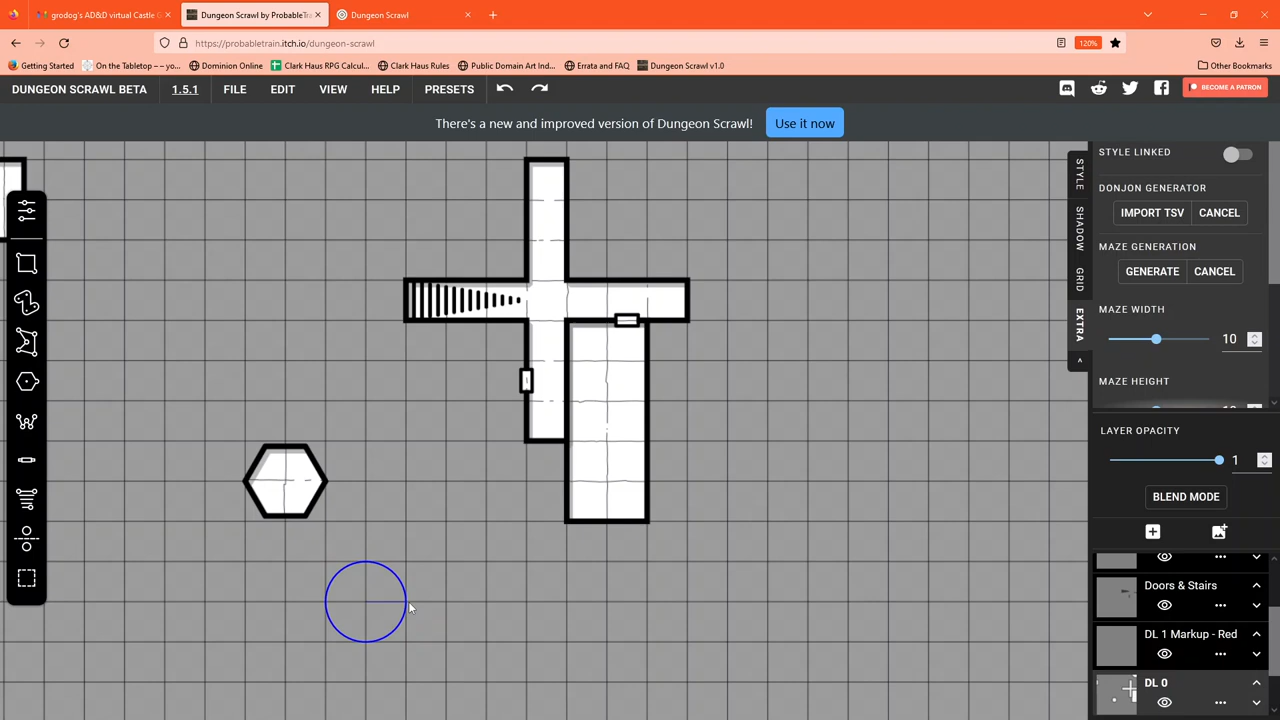 grodog's AD&D virtual Castle G
Dungeon Scrawl by ProbableTra
Dungeon Scrawl
https://probabletrain.itch.io/dungeon-scrawl
120%
Getting Started
On the Tabletop – – yo...
Dominion Online
Clark Haus RPG Calcul...
Clark Haus Rules
Public Domain Art Ind...
Errata and FAQ
Dungeon Scrawl v1.0
Other Bookmarks
DUNGEON SCRAWL BETA
1.5.1
FILE
EDIT
VIEW
HELP
PRESETS
BECOME A PATRON
There's a new and improved version of Dungeon Scrawl!
Use it now
STYLE
SHADOW
GRID
EXTRA
STYLE LINKED
DONJON GENERATOR
IMPORT TSV
CANCEL
MAZE GENERATION
GENERATE
CANCEL
MAZE WIDTH
10
MAZE HEIGHT
LAYER OPACITY
1
BLEND MODE
Doors & Stairs
DL 1 Markup - Red
DL 0